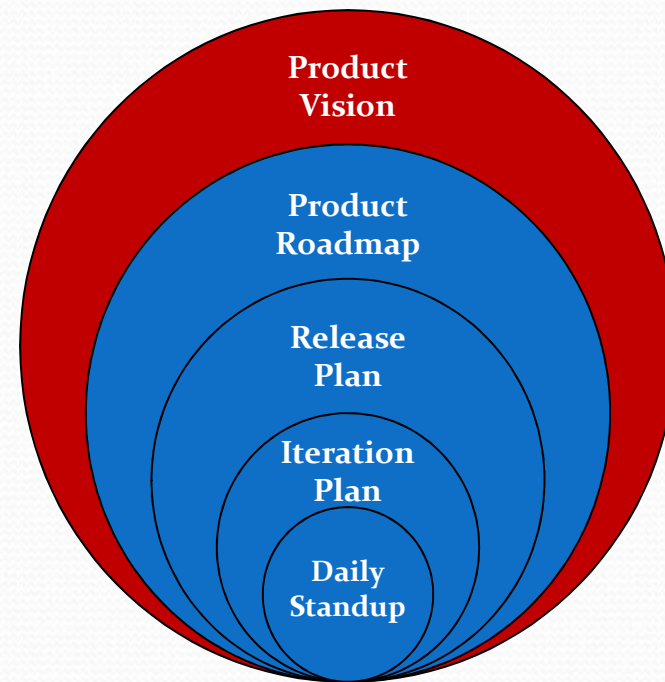 Product
Vision
Product
Roadmap
Release
Plan
Iteration
Plan
Daily
Standup